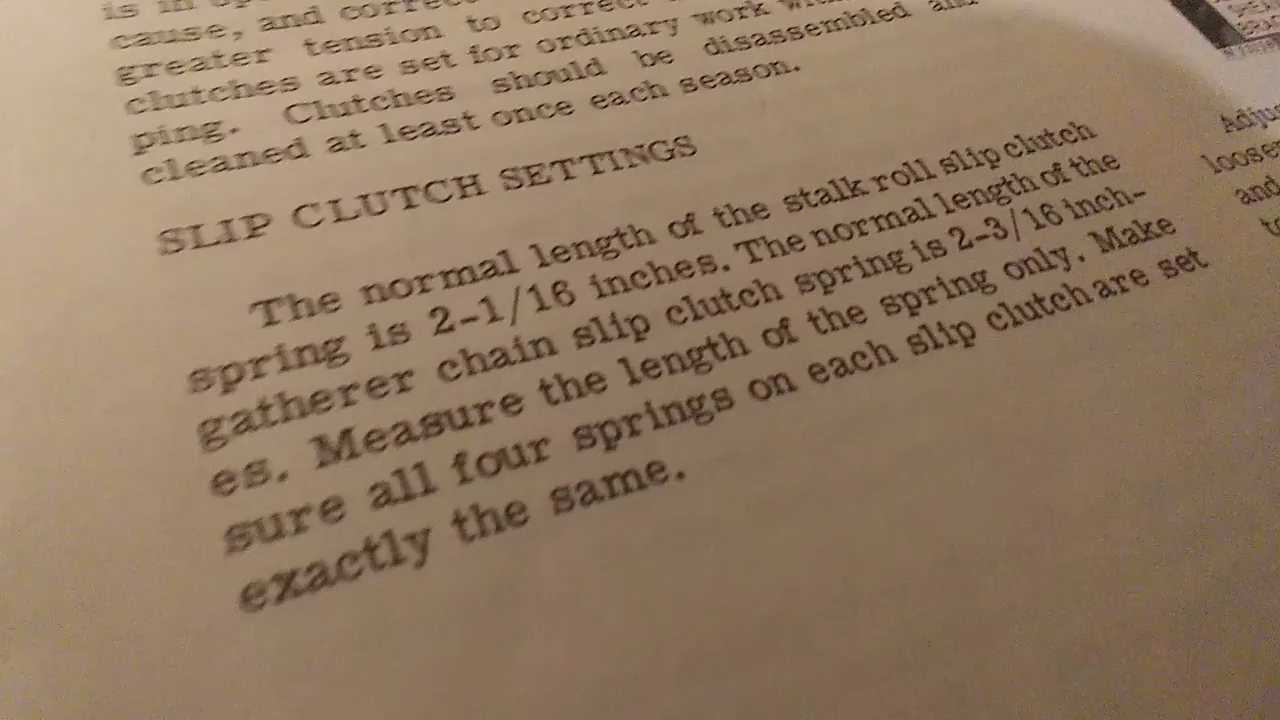 is in
cause, and
greater tension to correct
clutches are set for ordinary work
ping. Clutches should be disassembled and
cleaned at least once each season.
SLIP CLUTCH SETTINGS
The normal length of the stalk roll slip clutch
spring is 2-1/16 inches. The normal length of the
gatherer chain slip clutch spring is 2-3/16 inch-
es. Measure the length of the spring only. Make
sure all four springs on each slip clutch are set
exactly the same.
and